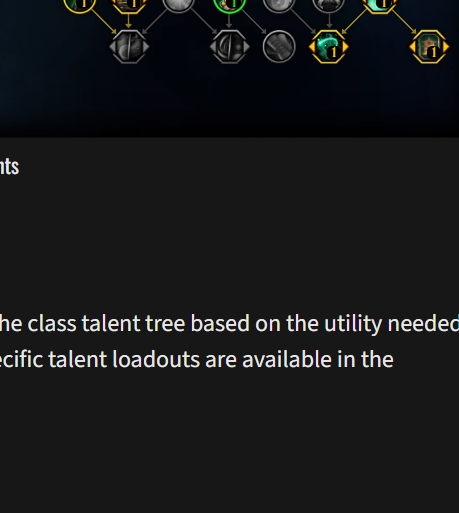 1 1 1 1
1 1
nts
he class talent tree based on the utility needed
ecific talent loadouts are available in the